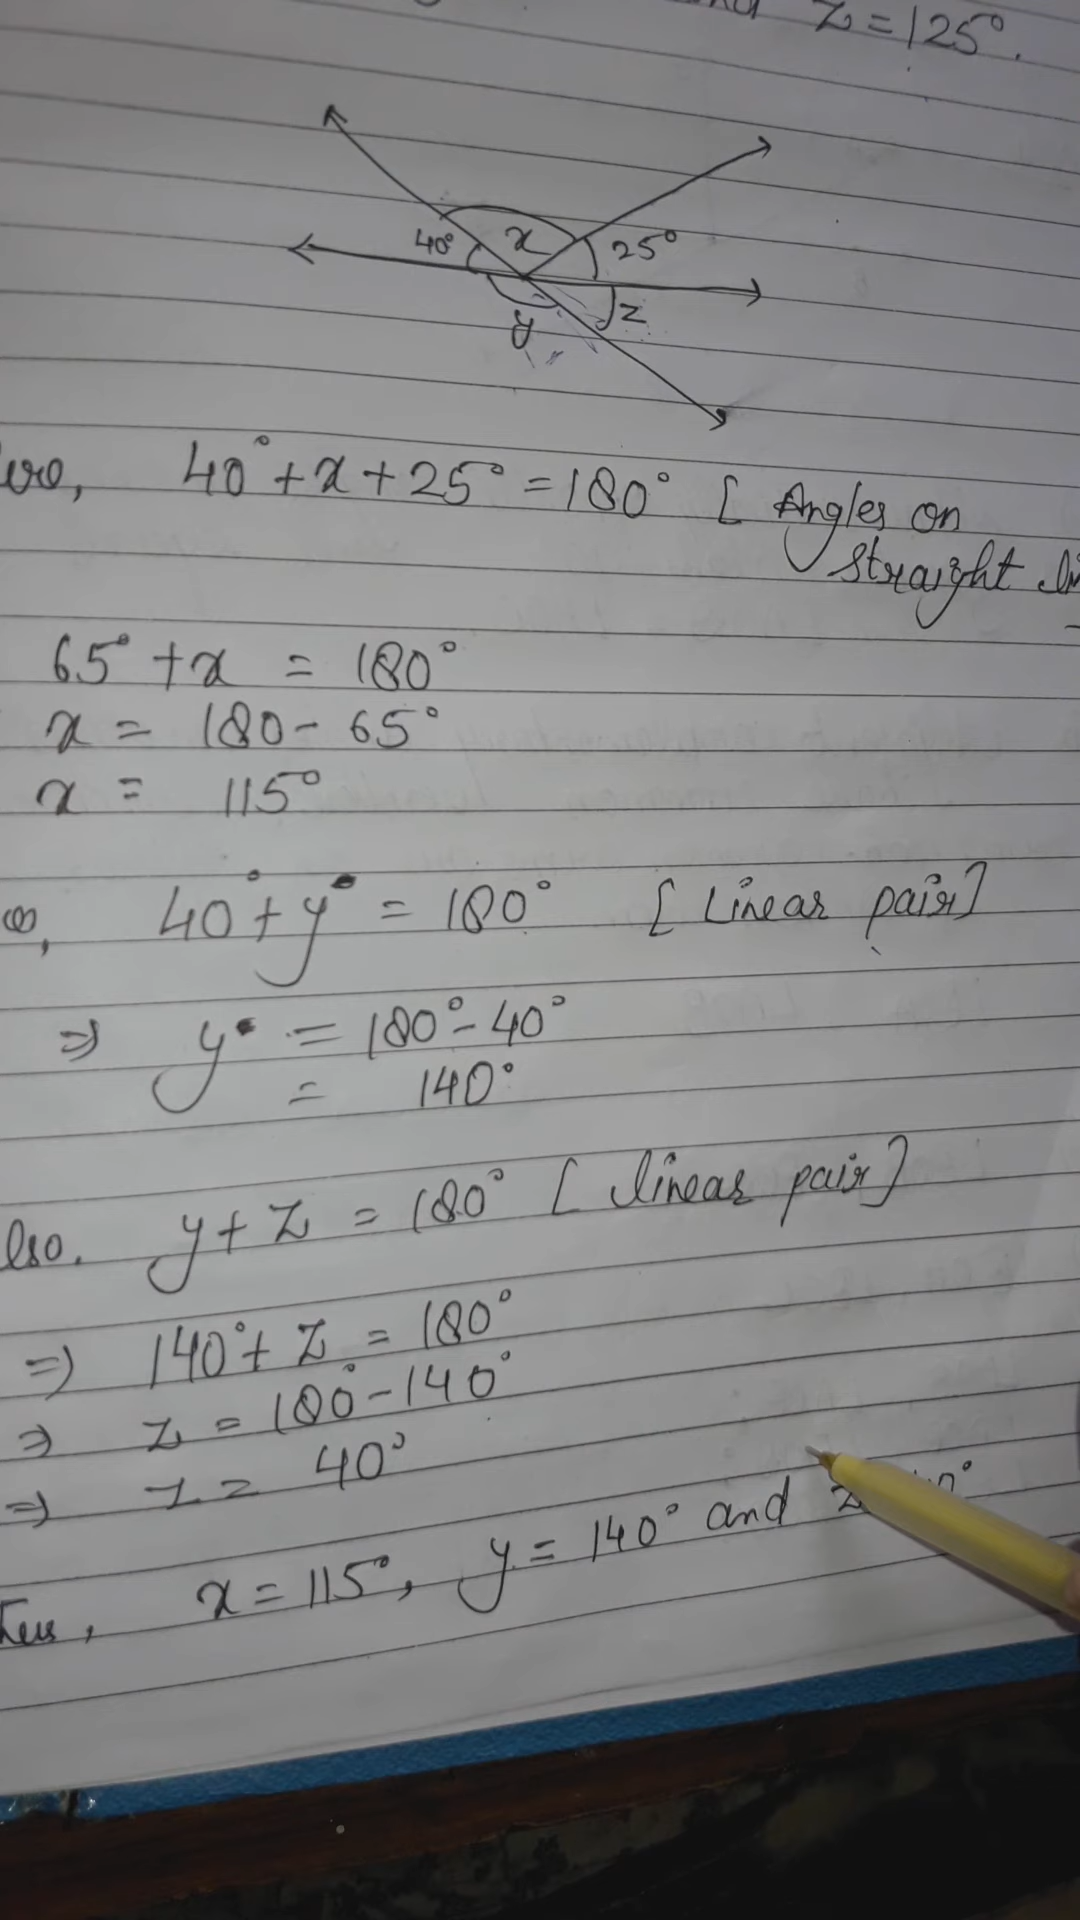 z = 125°.
40° x 25°
y z
40° + x + 25° = 180° [ Angles on
straight
65° + x = 180°
x = 180 - 65°
x = 115°
40° + y = 180° [ Linear pair]
⇒ y = 180° - 40°
= 140°
y + z = 180° [ linear pair]
⇒ 140° + z = 180°
⇒ z = 180° - 140°
⇒ z = 40°
x = 115°, y = 140° and z